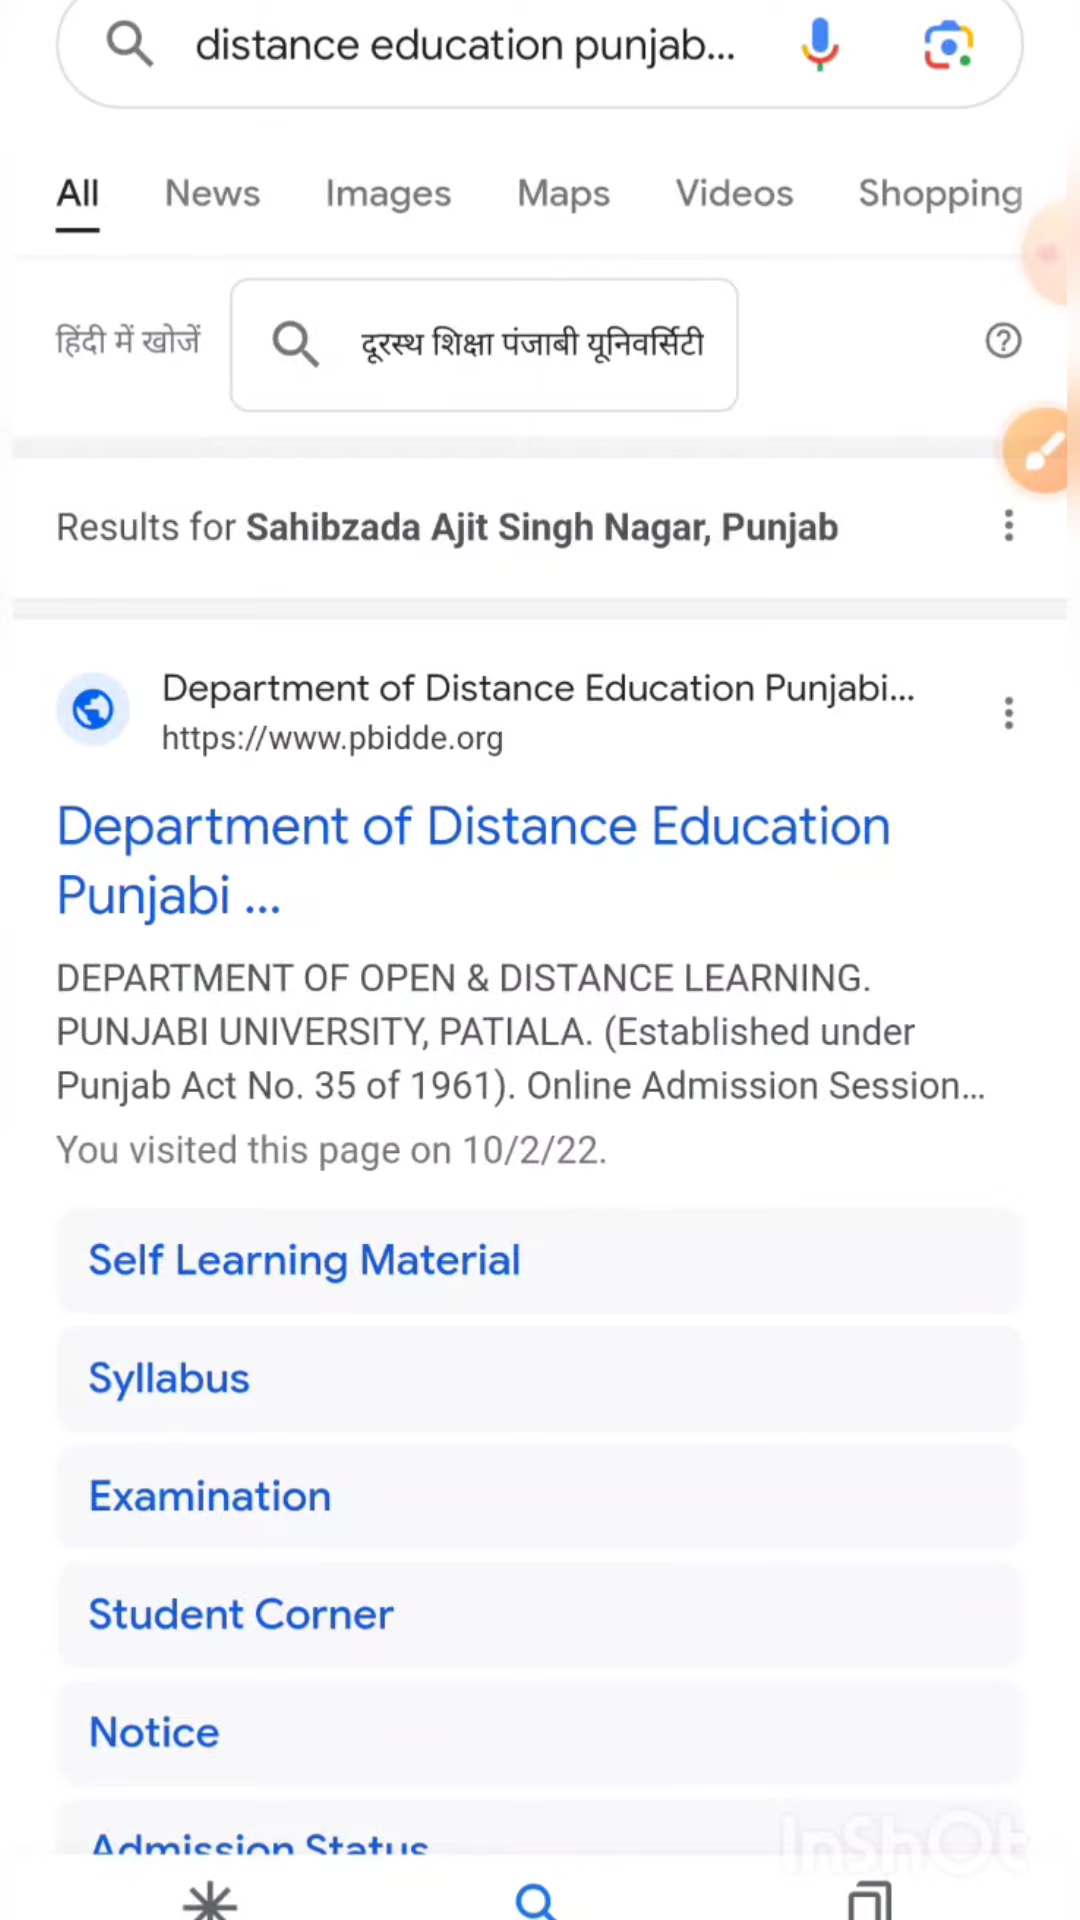 distance education punjab...
All News Images Maps Videos Shopping
हिंदी में खोजें
दूरस्थ शिक्षा पंजाबी यूनिवर्सिटी
Results for Sahibzada Ajit Singh Nagar, Punjab
Department of Distance Education Punjabi...
https://www.pbidde.org
Department of Distance Education
Punjabi ...
DEPARTMENT OF OPEN & DISTANCE LEARNING.
PUNJABI UNIVERSITY, PATIALA. (Established under
Punjab Act No. 35 of 1961). Online Admission Session...
You visited this page on 10/2/22.
Self Learning Material
Syllabus
Examination
Student Corner
Notice
Admission Status
InShOt